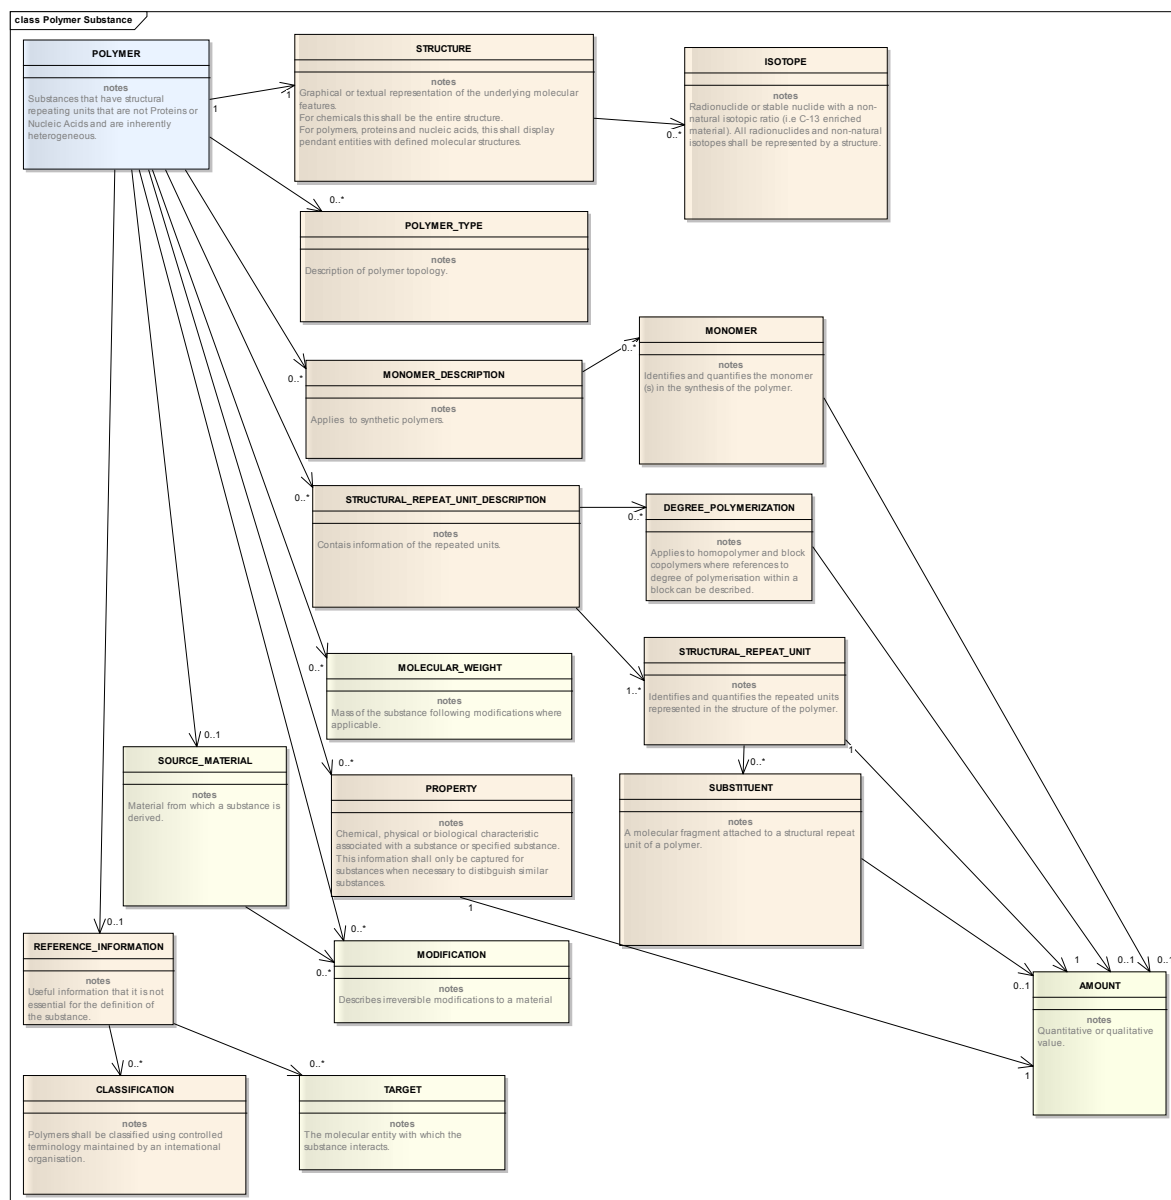 class Polymer Substance
POLYMER
notes
Substances that have structural
repeating units that are not Proteins or
Nucleic Acids and are inherently
heterogeneous.
1
1
STRUCTURE
notes
Graphical or textual representation of the underlying molecular
features.
For chemicals this shall be the entire structure.
For polymers, proteins and nucleic acids, this shall display
pendant entities with defined molecular structures.
0..*
ISOTOPE
notes
Radionuclide or stable nuclide with a non-
natural isotopic ratio (i.e C-13 enriched
material). All radionuclides and non-natural
isotopes shall be represented by a structure.
0..*
POLYMER_TYPE
notes
Description of polymer topology.
0..*
MONOMER_DESCRIPTION
notes
Applies to synthetic polymers.
0..*
MONOMER
notes
Identifies and quantifies the monomer
(s) in the synthesis of the polymer.
0..*
STRUCTURAL_REPEAT_UNIT_DESCRIPTION
notes
Contais information of the repeated units.
0..*
DEGREE_POLYMERIZATION
notes
Applies to homopolymer and block
copolymers where references to
degree of polymerisation within a
block can be described.
1..*
STRUCTURAL_REPEAT_UNIT
notes
Identifies and quantifies the repeated units
represented in the structure of the polymer.
1
0..*
MOLECULAR_WEIGHT
notes
Mass of the substance following modifications where
applicable.
0..1
SOURCE_MATERIAL
notes
Material from which a substance is
derived.
0..*
PROPERTY
notes
Chemical, physical or biological characteristic
associated with a substance or specified substance.
This information shall only be captured for
substances when necessary to distibguish similar
substances.
1
0..*
SUBSTITUENT
notes
A molecular fragment attached to a structural repeat
unit of a polymer.
0..1
REFERENCE_INFORMATION
notes
Useful information that it is not
essential for the definition of
the substance.
0..*
0..*
MODIFICATION
notes
Describes irreversible modifications to a material
0..1
1
0..1
0..1
1
AMOUNT
notes
Quantitative or qualitative
value.
0..*
CLASSIFICATION
notes
Polymers shall be classified using controlled
terminology maintained by an international
organisation.
0..*
TARGET
notes
The molecular entity with which the
substance interacts.